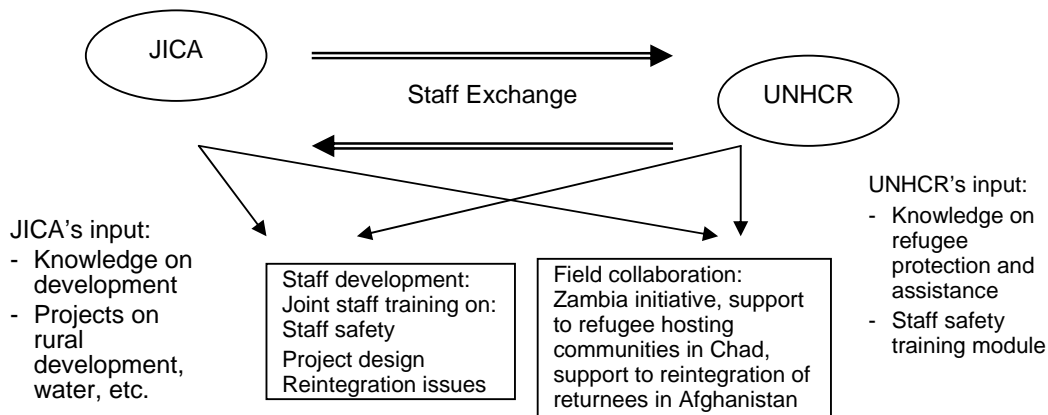 JICA
Staff Exchange
UNHCR
JICA’s input:
- Knowledge on
development
- Projects on
rural
development,
water, etc.
Staff development:
Joint staff training on:
Staff safety
Project design
Reintegration issues
Field collaboration:
Zambia initiative, support
to refugee hosting
communities in Chad,
support to reintegration of
returnees in Afghanistan
UNHCR’s input:
- Knowledge on
refugee
protection and
assistance
- Staff safety
training module